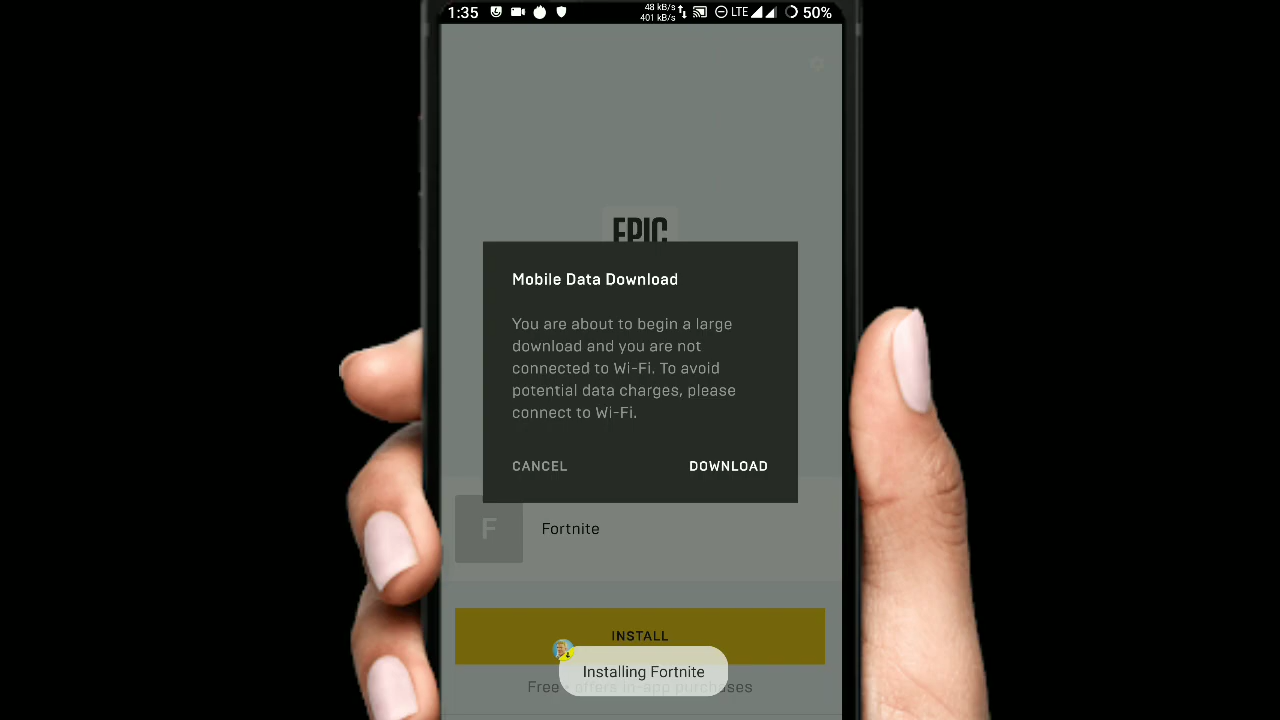 1:35 48 kB/s 401 kB/s LTE 50%
EPIC
Mobile Data Download
You are about to begin a large
download and you are not
connected to Wi-Fi. To avoid
potential data charges, please
connect to Wi-Fi.
CANCEL DOWNLOAD
F Fortnite
INSTALL
Installing Fortnite
Free - offers in-app purchases